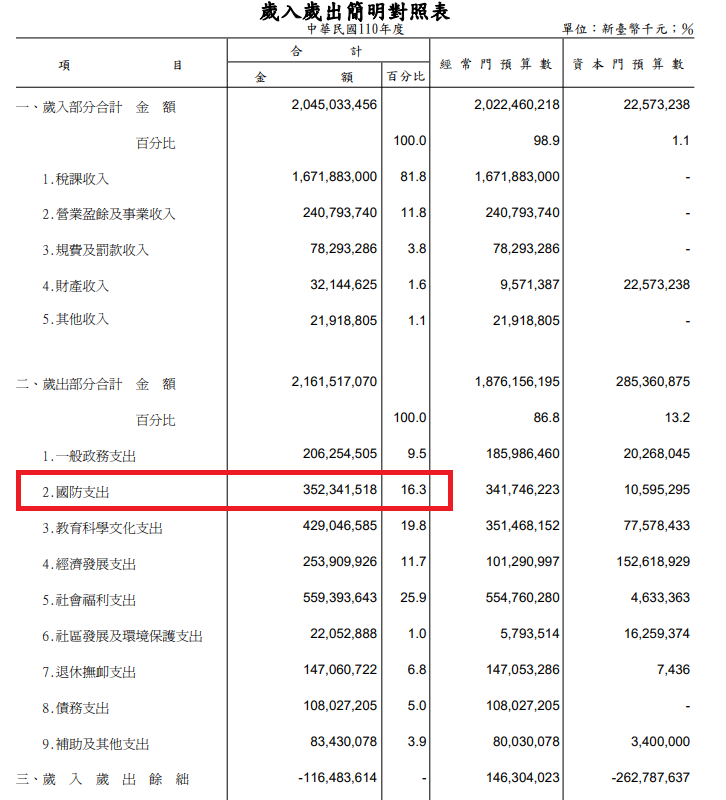 歲入歲出簡明對照表
中華民國110年度
單位：新臺幣千元；％
項 目 合 計 經常門預算數 資本門預算數
金 額 百分比
一、歲入部分合計 金 額 2,045,033,456 2,022,460,218 22,573,238
百分比 100.0 98.9 1.1
1.稅課收入 1,671,883,000 81.8 1,671,883,000 -
2.營業盈餘及事業收入 240,793,740 11.8 240,793,740 -
3.規費及罰款收入 78,293,286 3.8 78,293,286 -
4.財產收入 32,144,625 1.6 9,571,387 22,573,238
5.其他收入 21,918,805 1.1 21,918,805 -
二、歲出部分合計 金 額 2,161,517,070 1,876,156,195 285,360,875
百分比 100.0 86.8 13.2
1.一般政務支出 206,254,505 9.5 185,986,460 20,268,045
2.國防支出 352,341,518 16.3 341,746,223 10,595,295
3.教育科學文化支出 429,046,585 19.8 351,468,152 77,578,433
4.經濟發展支出 253,909,926 11.7 101,290,997 152,618,929
5.社會福利支出 559,393,643 25.9 554,760,280 4,633,363
6.社區發展及環境保護支出 22,052,888 1.0 5,793,514 16,259,374
7.退休撫卹支出 147,060,722 6.8 147,053,286 7,436
8.債務支出 108,027,205 5.0 108,027,205 -
9.補助及其他支出 83,430,078 3.9 80,030,078 3,400,000
三、歲入歲出餘絀 -116,483,614 - 146,304,023 -262,787,637